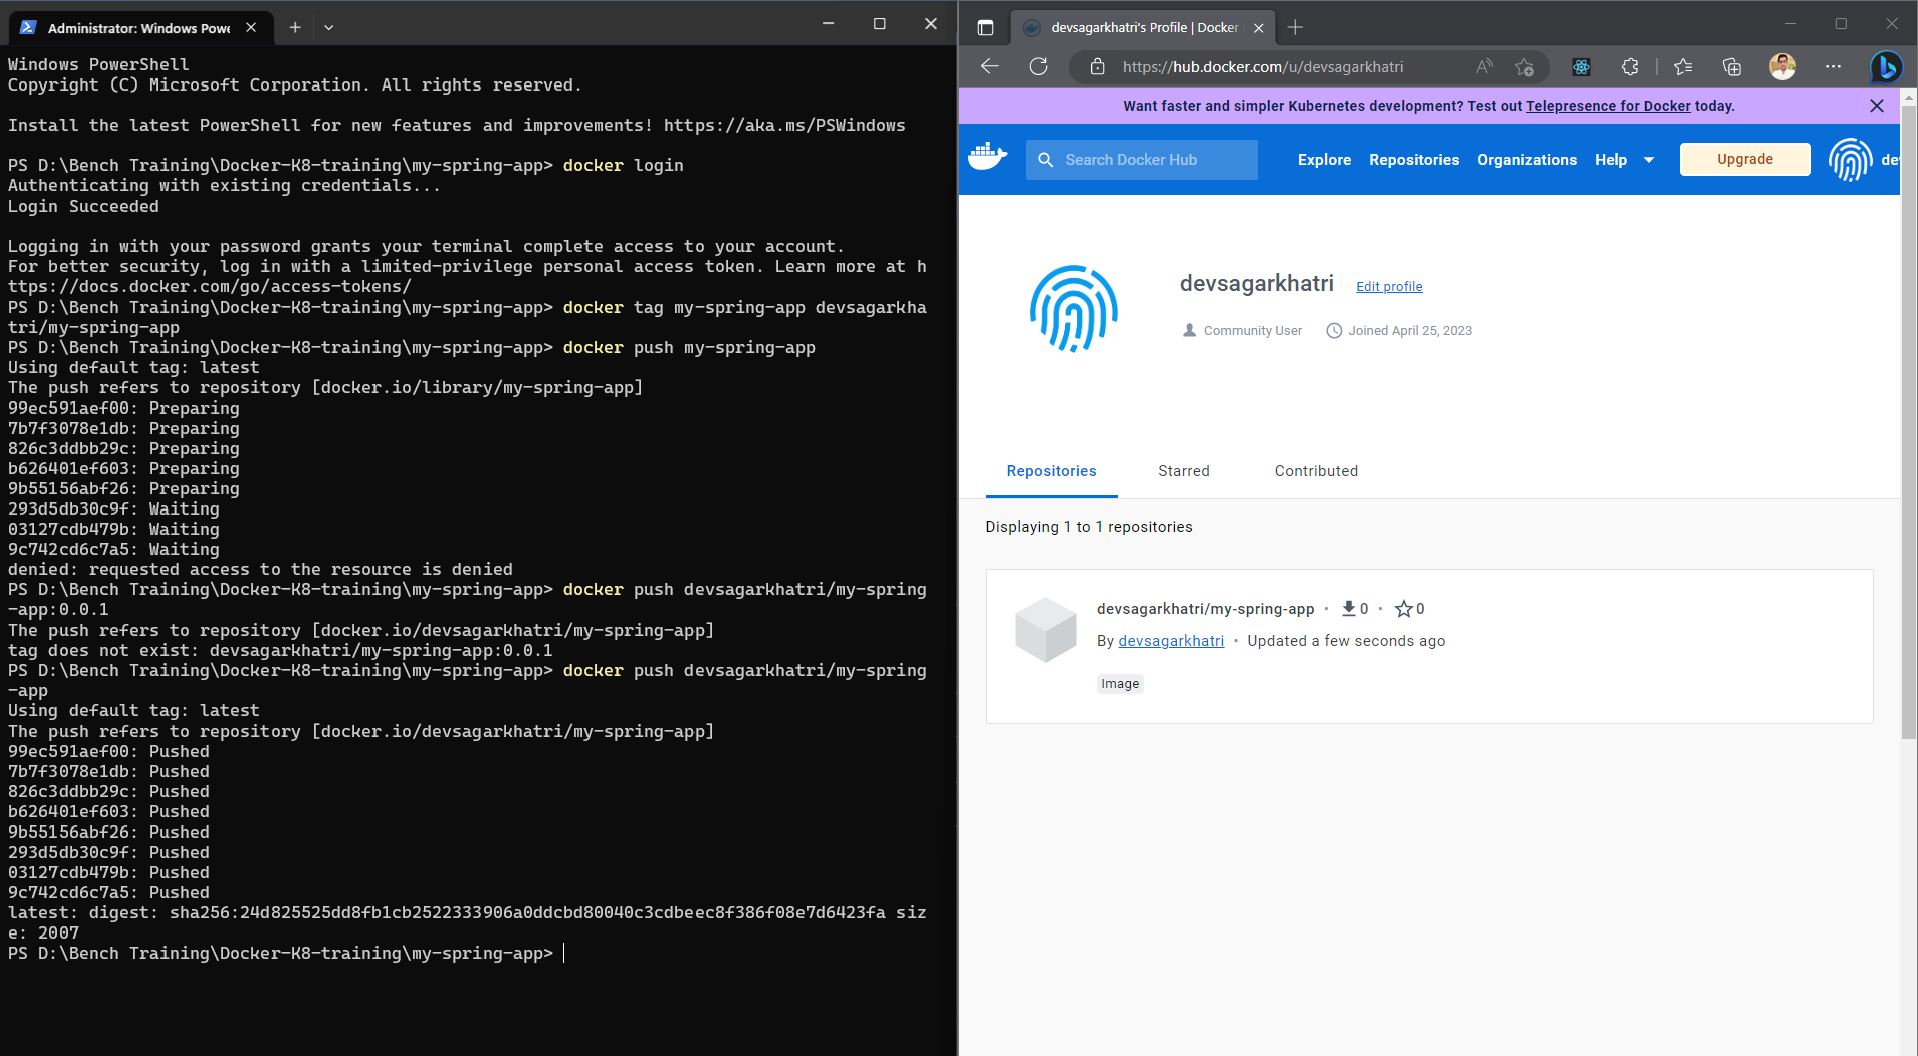 Administrator: Windows Powe
Windows PowerShell
Copyright (C) Microsoft Corporation. All rights reserved.
Install the latest PowerShell for new features and improvements! https://aka.ms/PSWindows
PS D:\Bench Training\Docker-K8-training\my-spring-app> docker login
Authenticating with existing credentials...
Login Succeeded
Logging in with your password grants your terminal complete access to your account.
For better security, log in with a limited-privilege personal access token. Learn more at h
ttps://docs.docker.com/go/access-tokens/
PS D:\Bench Training\Docker-K8-training\my-spring-app> docker tag my-spring-app devsagarkha
tri/my-spring-app
PS D:\Bench Training\Docker-K8-training\my-spring-app> docker push my-spring-app
Using default tag: latest
The push refers to repository [docker.io/library/my-spring-app]
99ec591aef00: Preparing
7b7f3078e1db: Preparing
826c3ddbb29c: Preparing
b626401ef603: Preparing
9b55156abf26: Preparing
293d5db30c9f: Waiting
03127cdb479b: Waiting
9c742cd6c7a5: Waiting
denied: requested access to the resource is denied
PS D:\Bench Training\Docker-K8-training\my-spring-app> docker push devsagarkhatri/my-spring
-app:0.0.1
The push refers to repository [docker.io/devsagarkhatri/my-spring-app]
tag does not exist: devsagarkhatri/my-spring-app:0.0.1
PS D:\Bench Training\Docker-K8-training\my-spring-app> docker push devsagarkhatri/my-spring
-app
Using default tag: latest
The push refers to repository [docker.io/devsagarkhatri/my-spring-app]
99ec591aef00: Pushed
7b7f3078e1db: Pushed
826c3ddbb29c: Pushed
b626401ef603: Pushed
9b55156abf26: Pushed
293d5db30c9f: Pushed
03127cdb479b: Pushed
9c742cd6c7a5: Pushed
latest: digest: sha256:24d825525dd8fb1cb2522333906a0ddcbd80040c3cdbeec8f386f08e7d6423fa siz
e: 2007
PS D:\Bench Training\Docker-K8-training\my-spring-app>
devsagarkhatri's Profile | Docker
https://hub.docker.com/u/devsagarkhatri
Want faster and simpler Kubernetes development? Test out Telepresence for Docker today.
Search Docker Hub Explore Repositories Organizations Help Upgrade dev
devsagarkhatri Edit profile
Community User Joined April 25, 2023
Repositories Starred Contributed
Displaying 1 to 1 repositories
devsagarkhatri/my-spring-app • 0 • 0
By devsagarkhatri • Updated a few seconds ago
Image